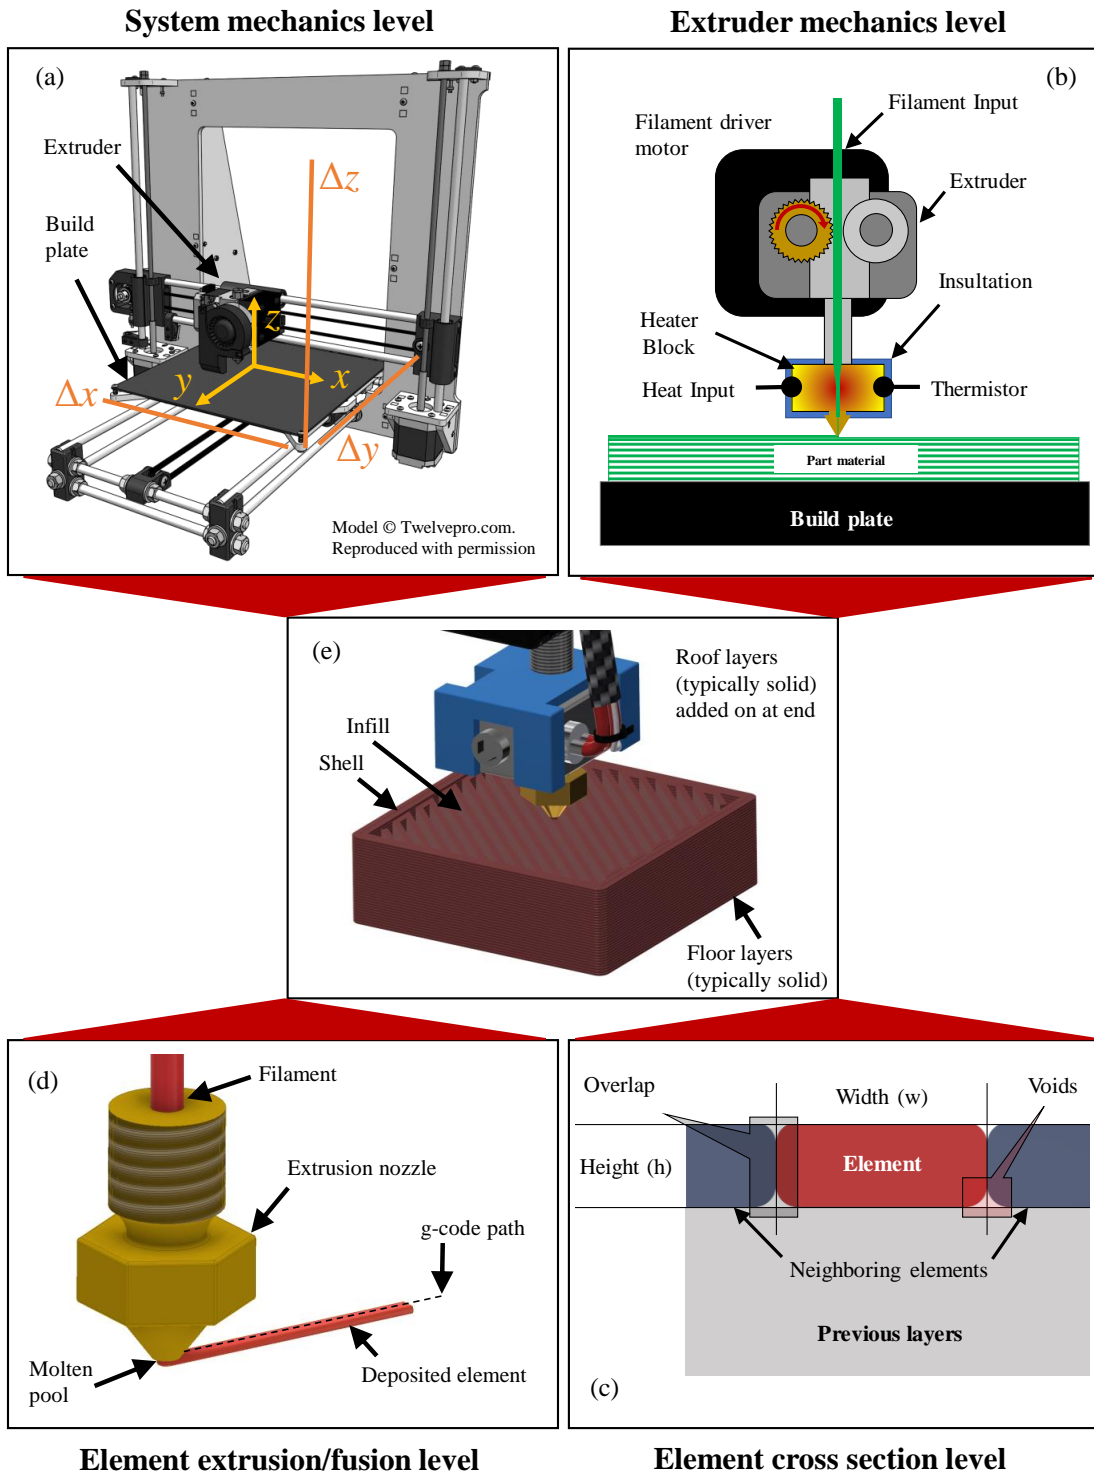 System mechanics level
Extruder mechanics level
(a)
Extruder
Δz
Build
plate
z
x
y
Δx
Δy
Model © Twelvepro.com.
Reproduced with permission
(b)
Filament Input
Filament driver
motor
Extruder
Insultation
Heater
Block
Heat Input
Thermistor
Part material
Build plate
(e)
Roof layers
(typically solid)
added on at end
Infill
Shell
Floor layers
(typically solid)
(d)
Filament
Extrusion nozzle
g-code path
Deposited element
Molten
pool
Overlap
Voids
Width (w)
Height (h)
Element
Neighboring elements
Previous layers
(c)
Element extrusion/fusion level
Element cross section level